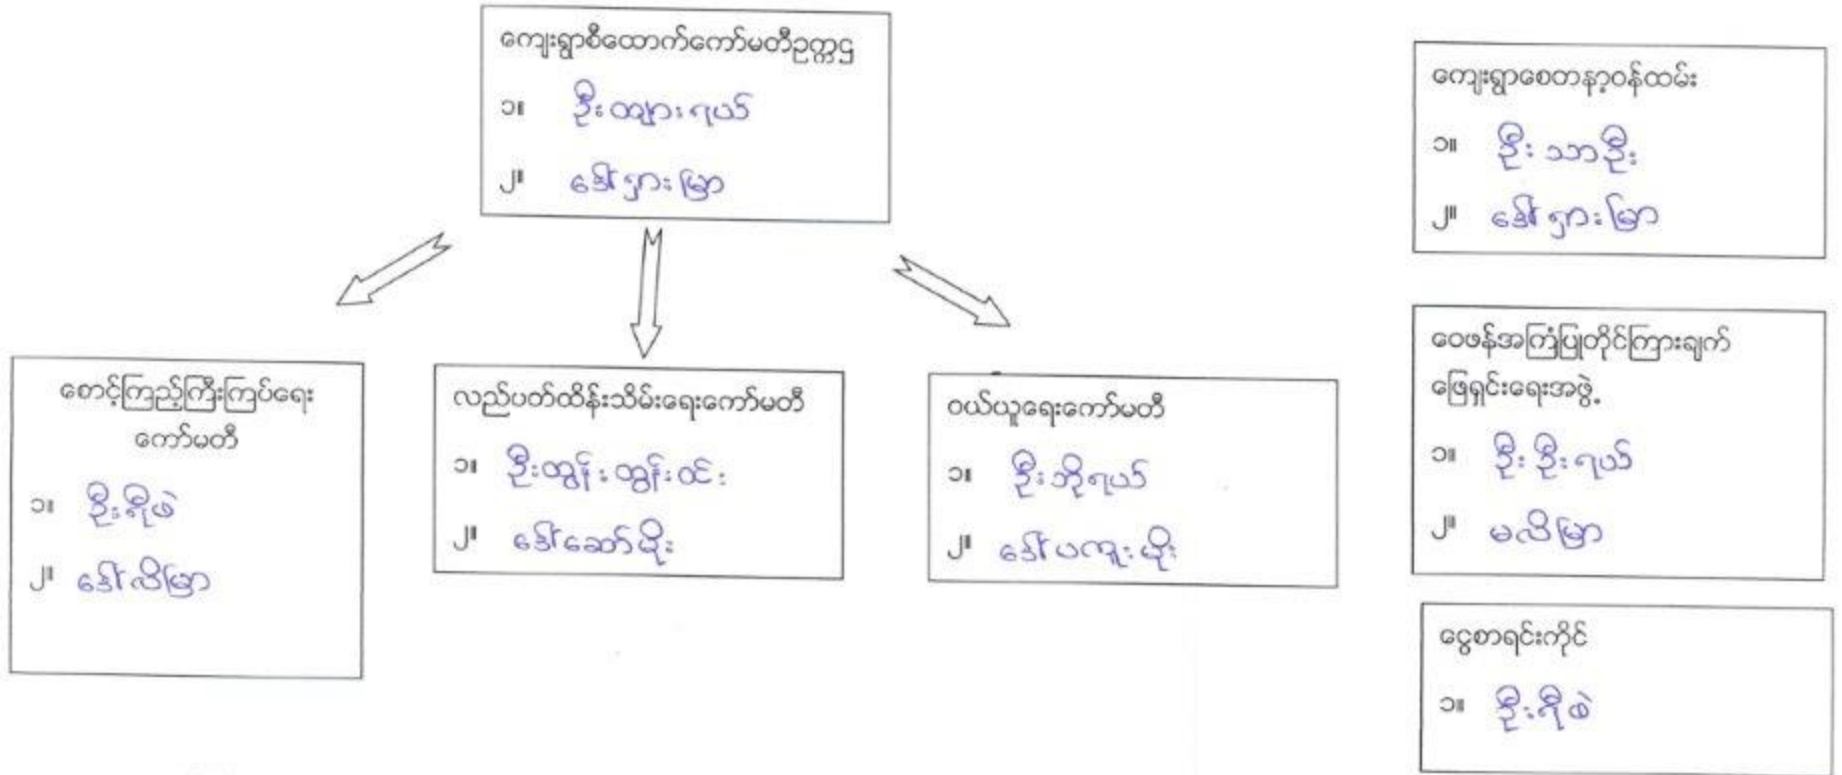 ကျေးရွာစီထောက်ကော်မတီဥက္ကဌ
၁။ ဦးကျားရယ်
၂။ ဒေါ်ရှားမြာ
ကျေးရွာစေတနာ့ဝန်ထမ်း
၁။ ဦးသာဦး
၂။ ဒေါ်ရှားမြာ
စောင့်ကြည့်ကြီးကြပ်ရေး
ကော်မတီ
၁။ ဦးရီဖဲ
၂။ ဒေါ်လိမြာ
လည်ပတ်ထိန်းသိမ်းရေးကော်မတီ
၁။ ဦးထွန်းထွန်းဝင်း
၂။ ဒေါ်ဆော်မိုး
ဝယ်ယူရေးကော်မတီ
၁။ ဦးဘိုရယ်
၂။ ဒေါ်ပကူးမိုး
ဝေဖန်အကြံပြုတိုင်ကြားချက်
ဖြေရှင်းရေးအဖွဲ့
၁။ ဦးဦးရယ်
၂။ မလိမြာ
ငွေစာရင်းကိုင်
၁။ ဦးရီဖဲ